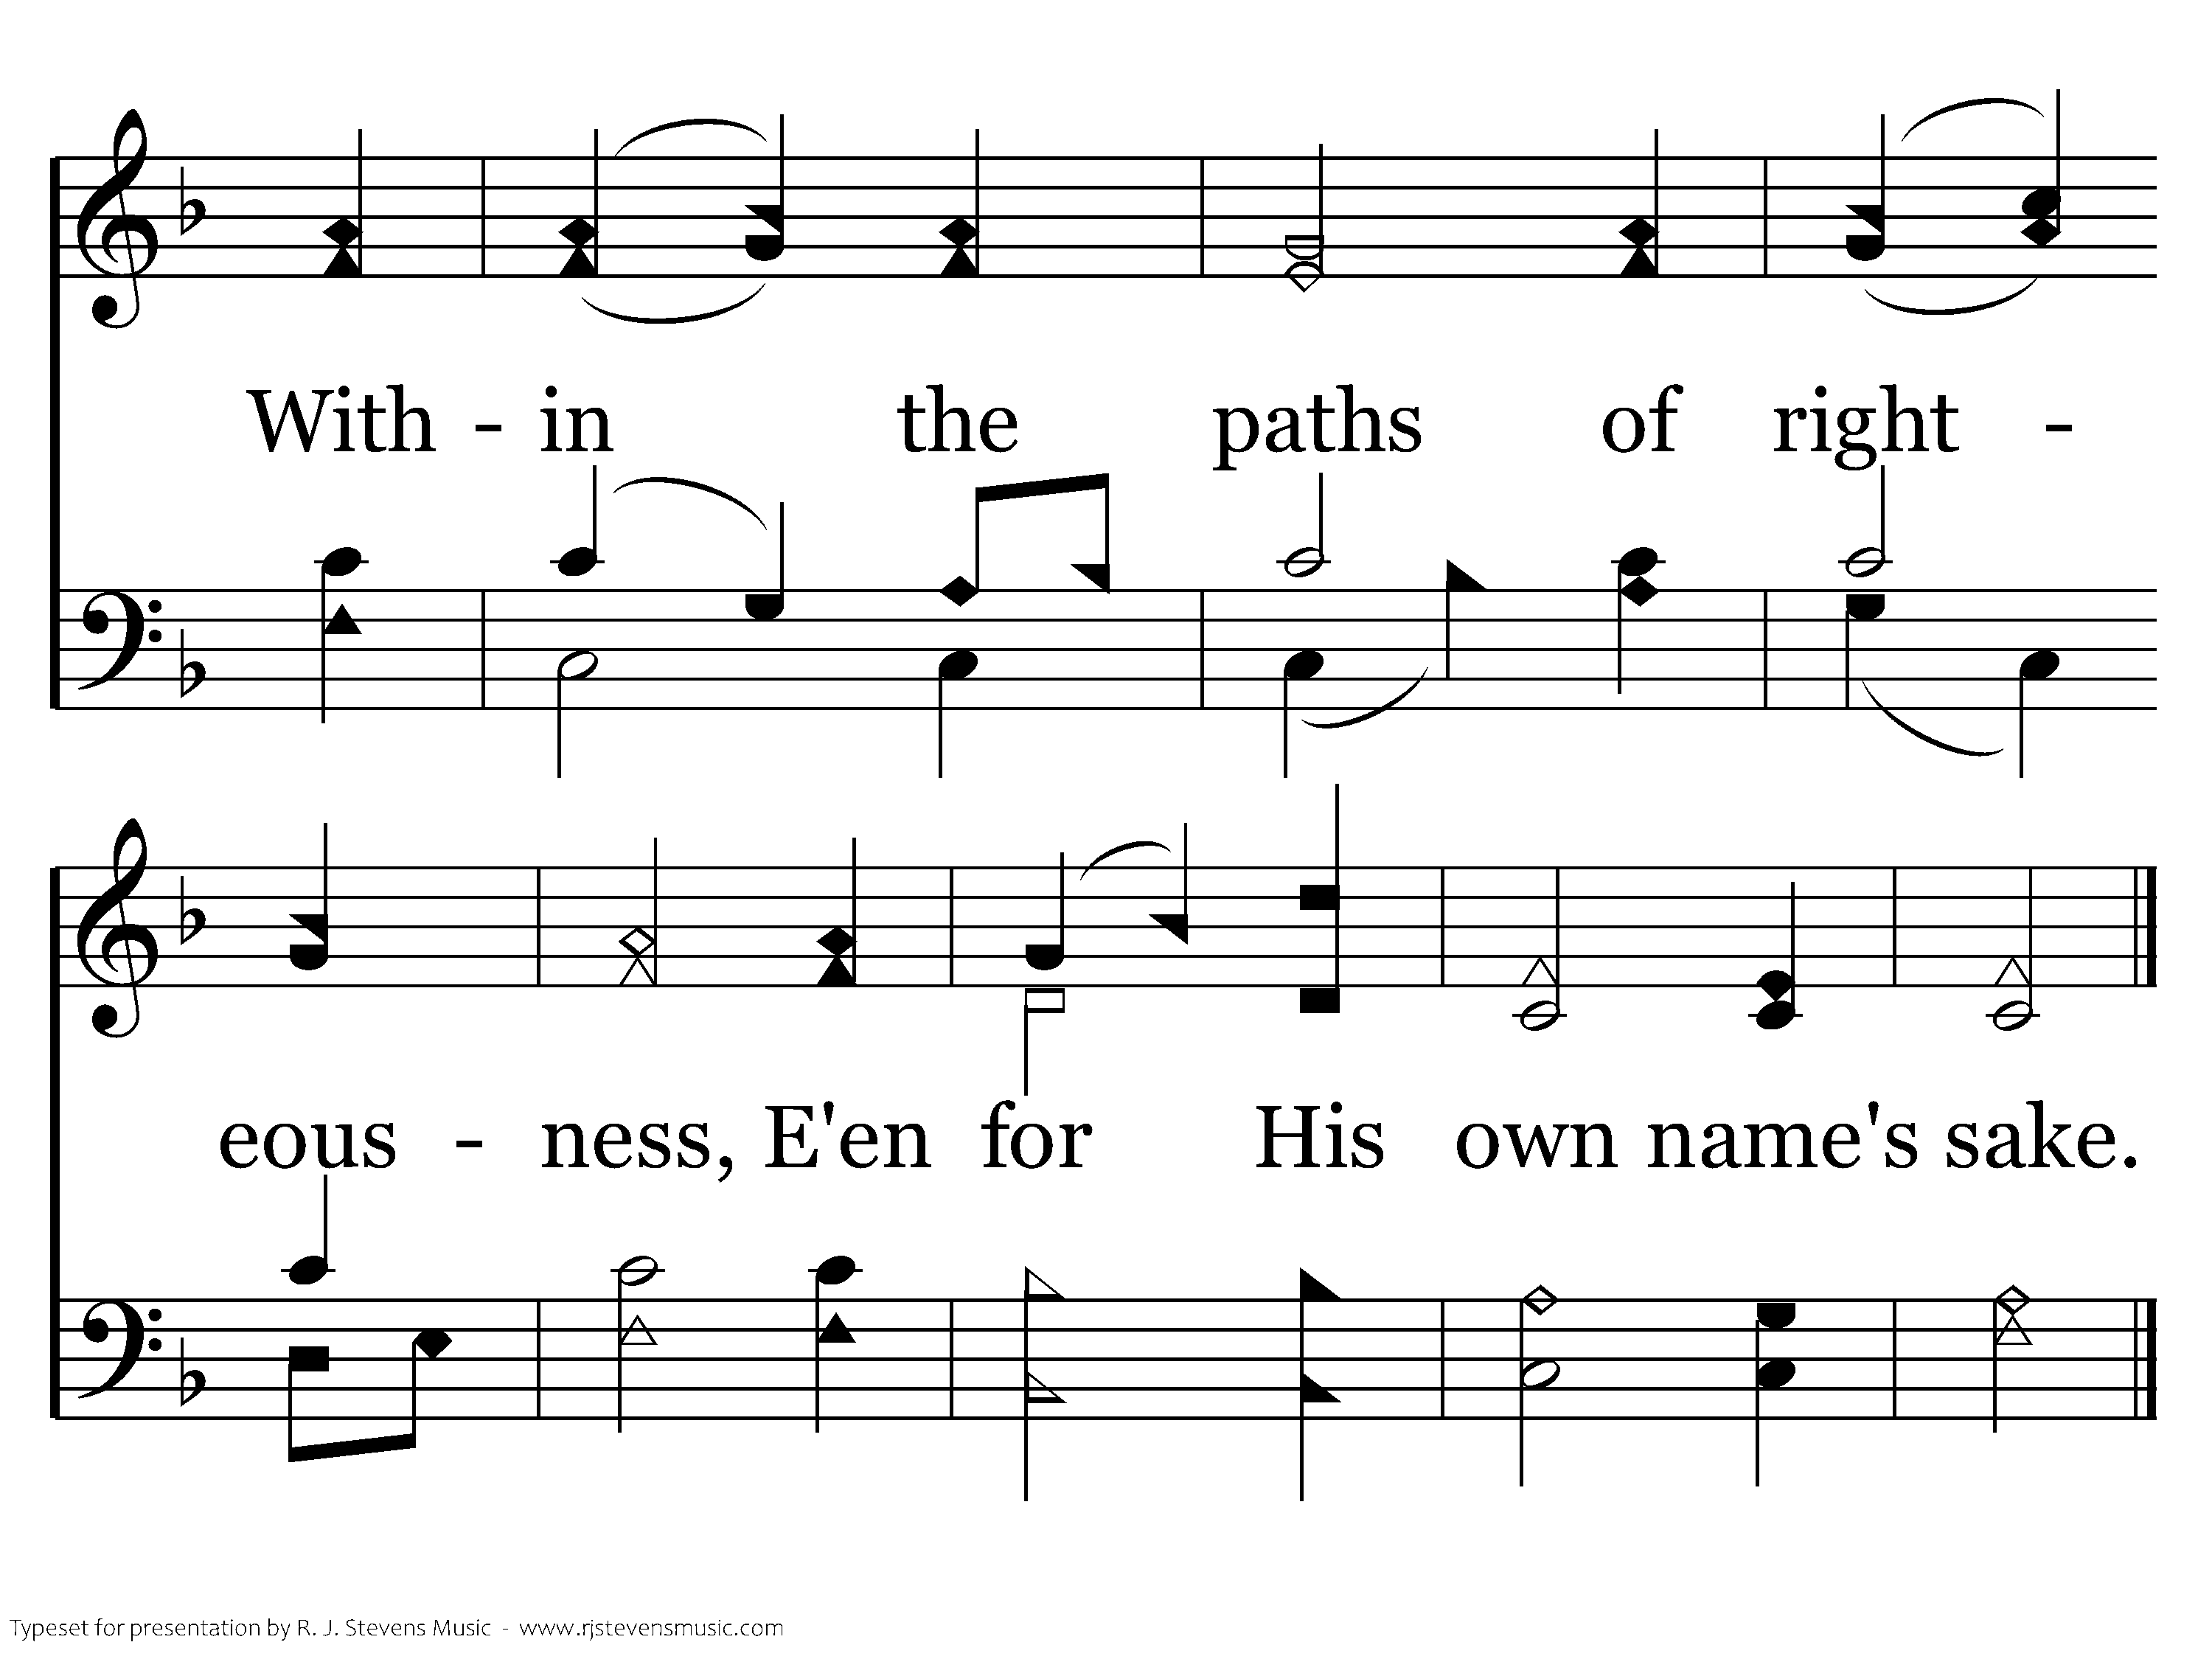 With - in the paths of right -
eous - ness, E'en for His own name's sake.
Typeset for presentation by R. J. Stevens Music - www.rjstevensmusic.com